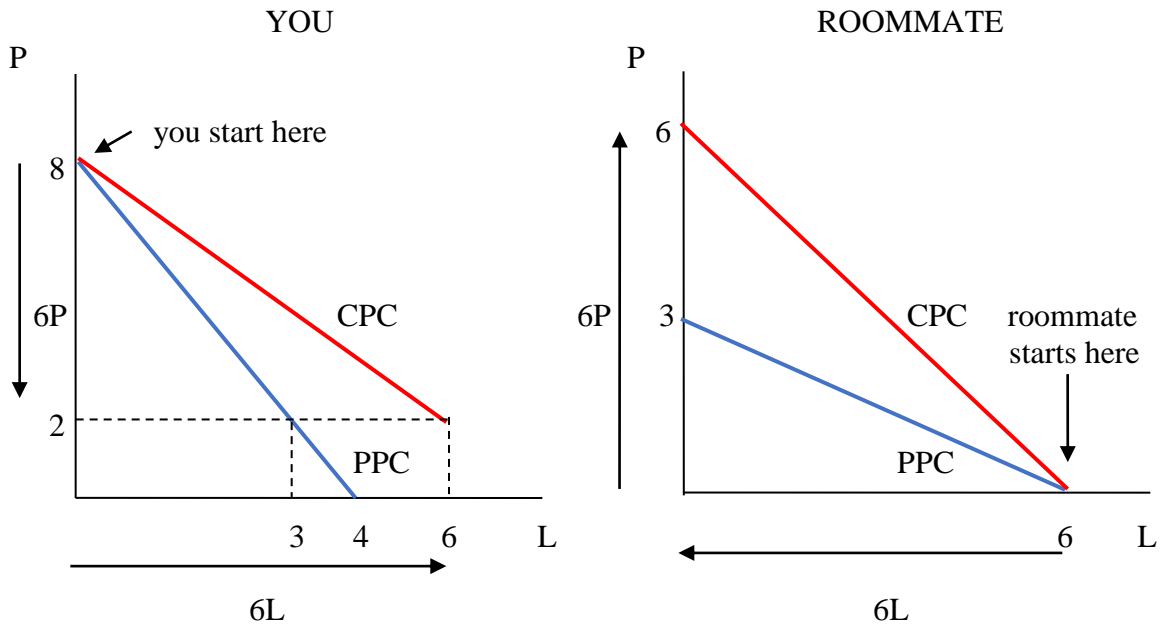 YOU
P
you start here
8
6P
CPC
2
PPC
3 4 6 L
6L
ROOMMATE
P
6
6P
3
CPC
roommate
starts here
PPC
6 L
6L